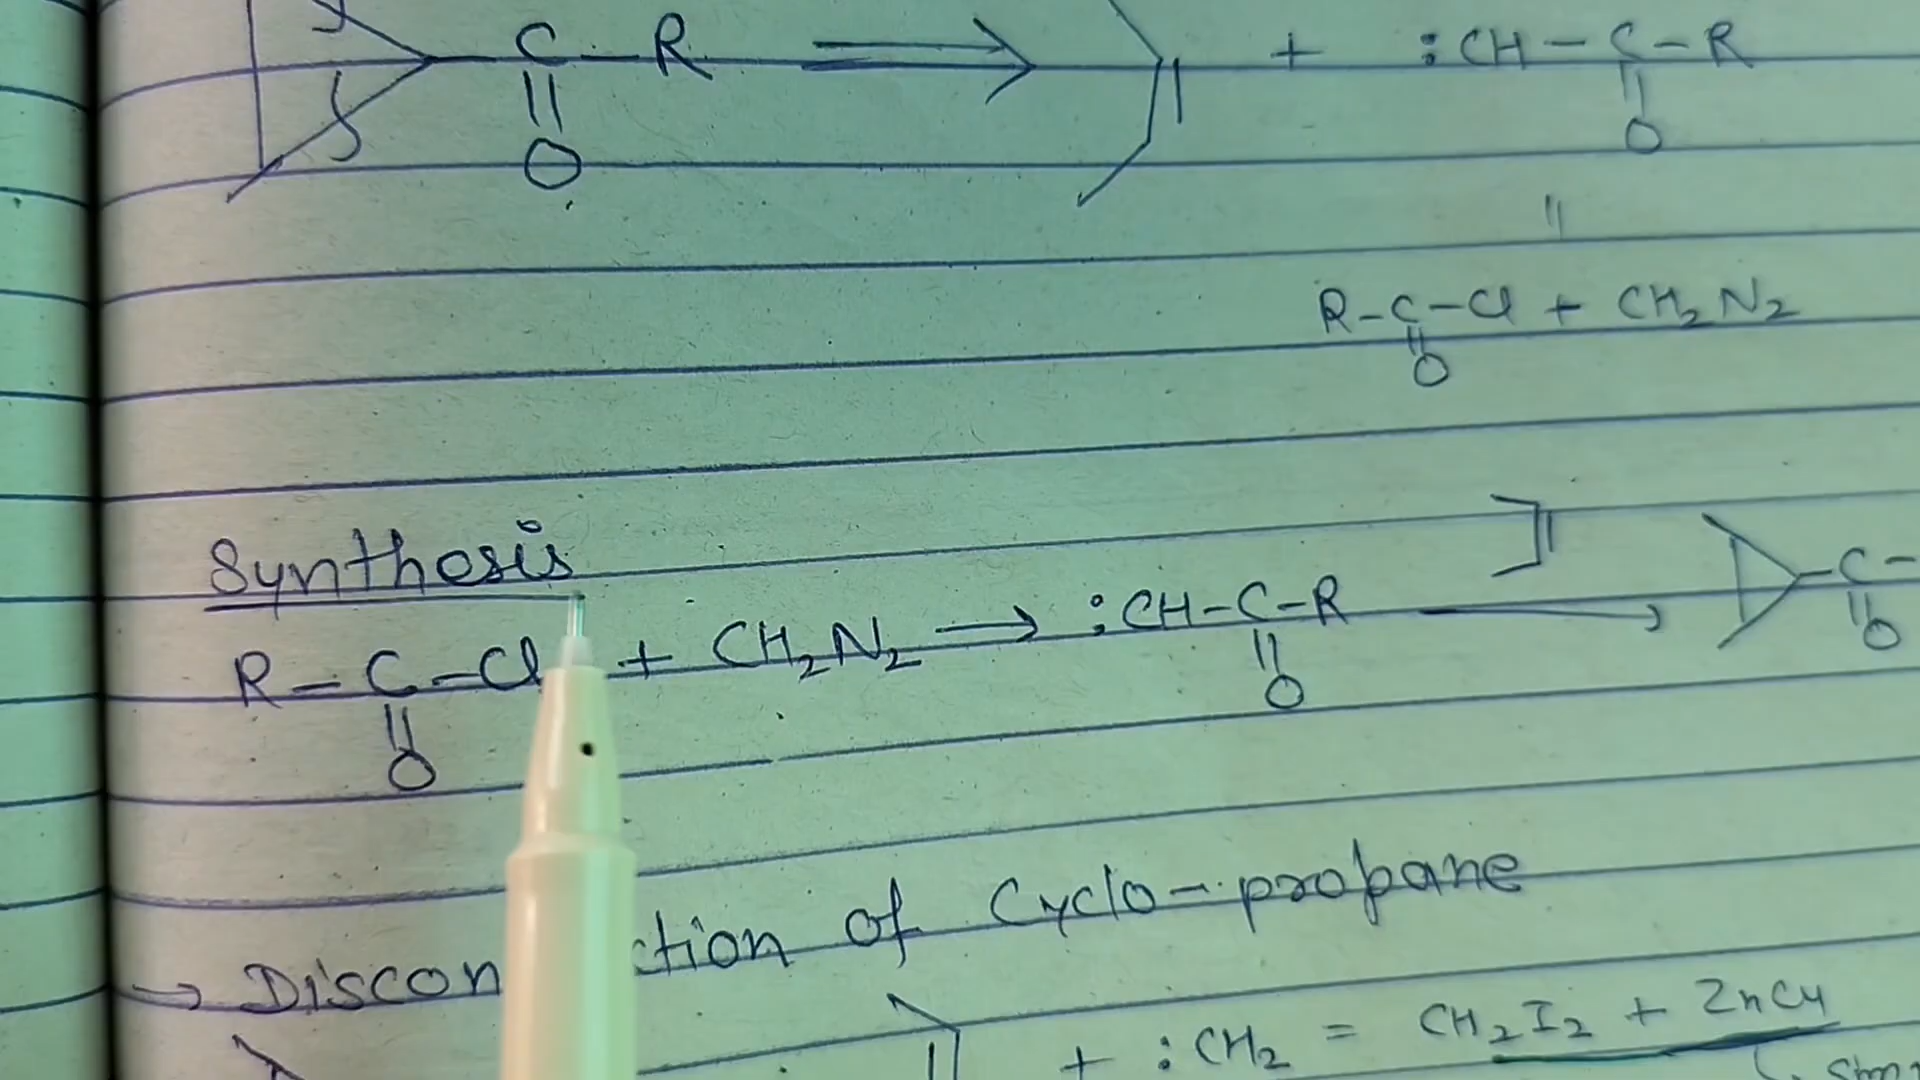 C-R + :CH-C-R
|| ||
O O
||
R-C-Cl + CH2N2
||
O
Synthesis
R-C-Cl + CH2N2 → :CH-C-R → C-
|| || ||
O O O
→ Discon ction of Cyclo-propane
+ :CH2 = CH2I2 + ZnCu